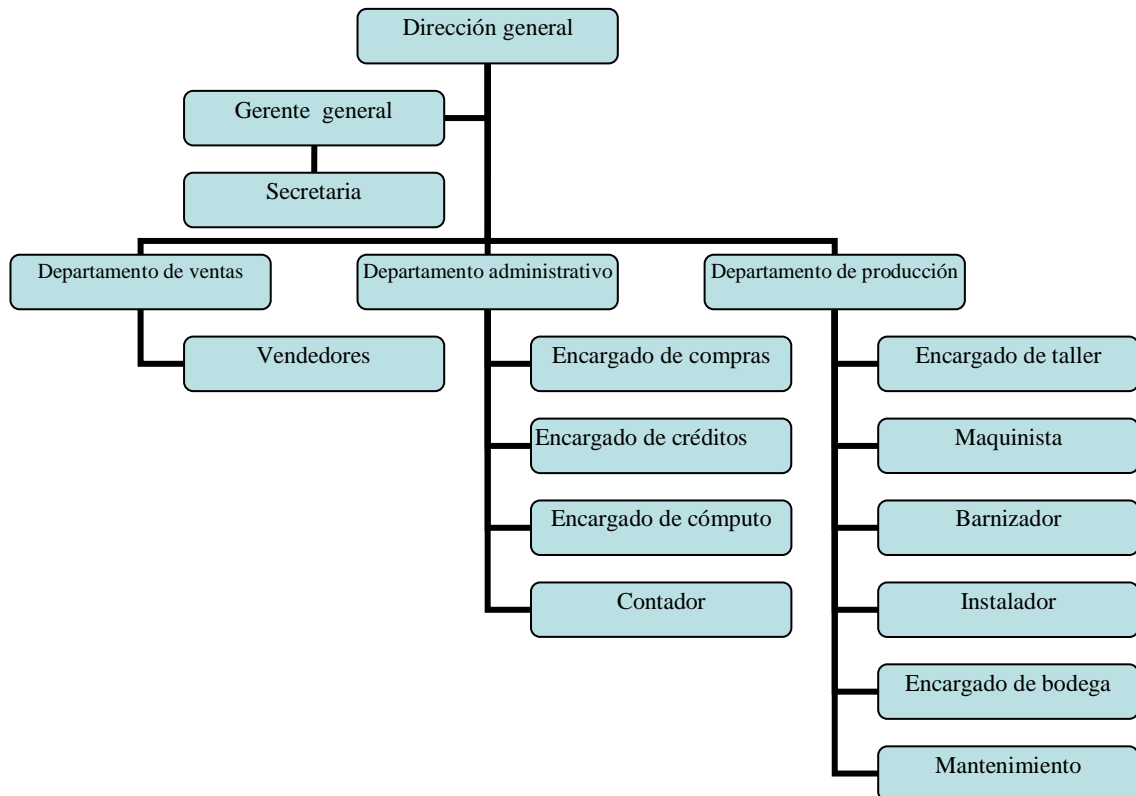 Dirección general
Gerente general
Secretaria
Departamento de ventas
Departamento administrativo
Departamento de producción
Vendedores
Encargado de compras
Encargado de taller
Encargado de créditos
Maquinista
Encargado de cómputo
Barnizador
Contador
Instalador
Encargado de bodega
Mantenimiento